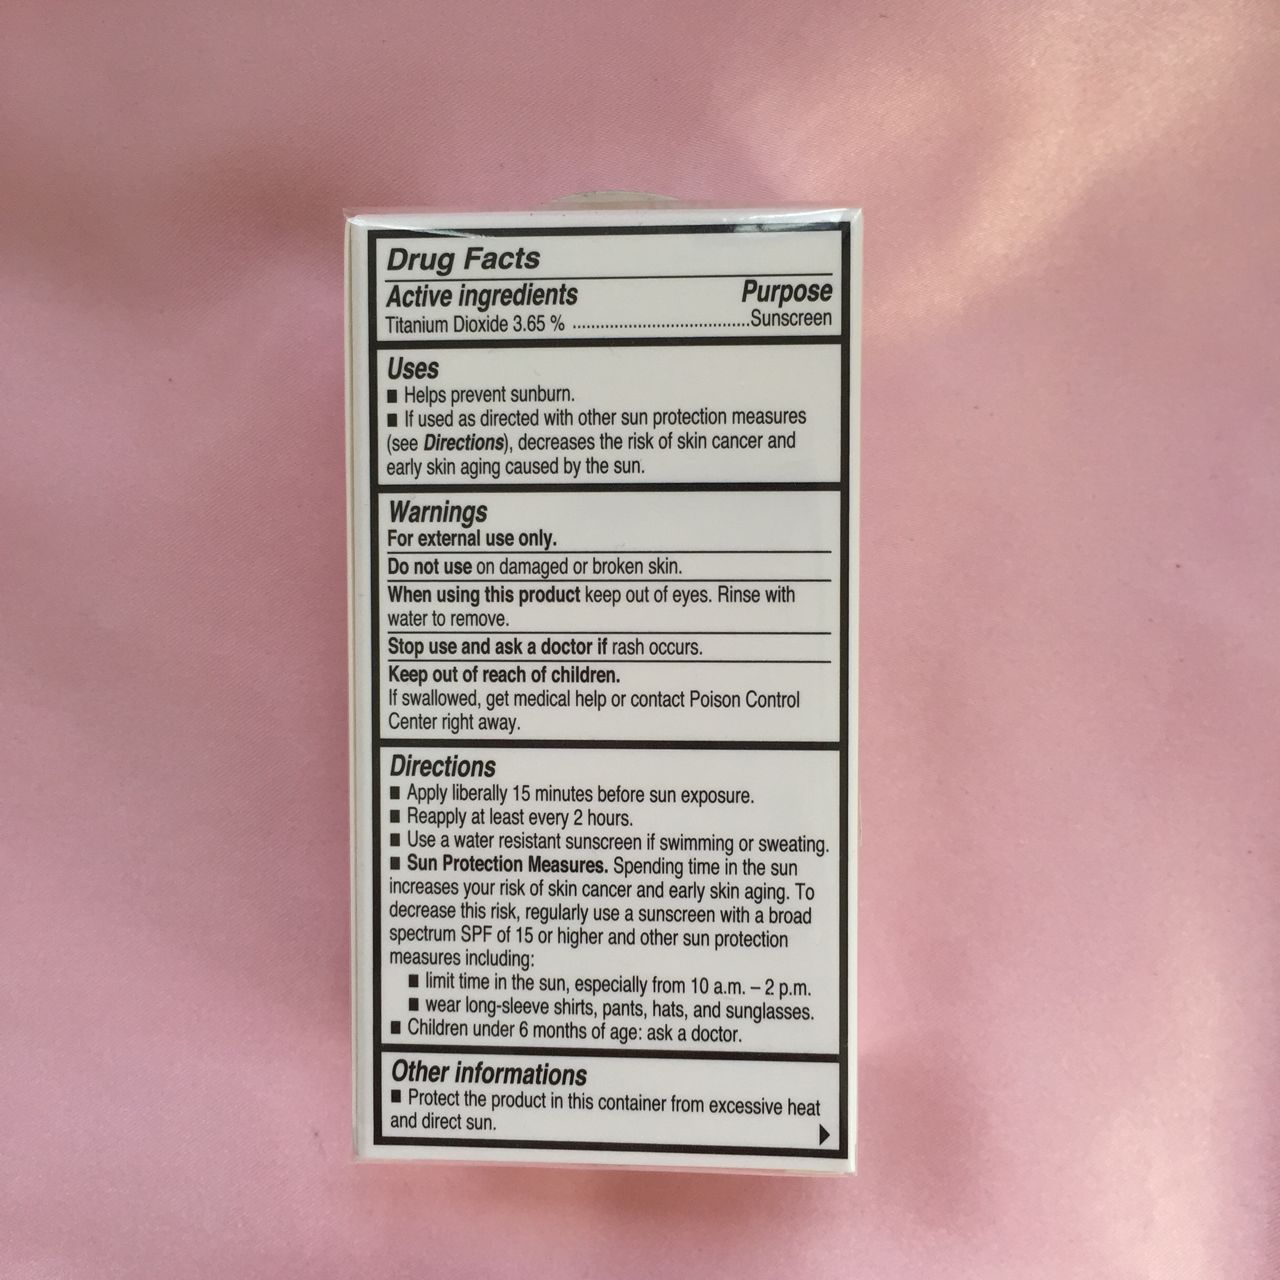 Drug Facts
Active ingredients Purpose
Titanium Dioxide 3.65 % ......................................Sunscreen
Uses
■ Helps prevent sunburn.
■ If used as directed with other sun protection measures
(see Directions), decreases the risk of skin cancer and
early skin aging caused by the sun.
Warnings
For external use only.
Do not use on damaged or broken skin.
When using this product keep out of eyes. Rinse with
water to remove.
Stop use and ask a doctor if rash occurs.
Keep out of reach of children.
If swallowed, get medical help or contact Poison Control
Center right away.
Directions
■ Apply liberally 15 minutes before sun exposure.
■ Reapply at least every 2 hours.
■ Use a water resistant sunscreen if swimming or sweating.
■ Sun Protection Measures. Spending time in the sun
increases your risk of skin cancer and early skin aging. To
decrease this risk, regularly use a sunscreen with a broad
spectrum SPF of 15 or higher and other sun protection
measures including:
■ limit time in the sun, especially from 10 a.m. – 2 p.m.
■ wear long-sleeve shirts, pants, hats, and sunglasses.
■ Children under 6 months of age: ask a doctor.
Other informations
■ Protect the product in this container from excessive heat
and direct sun.